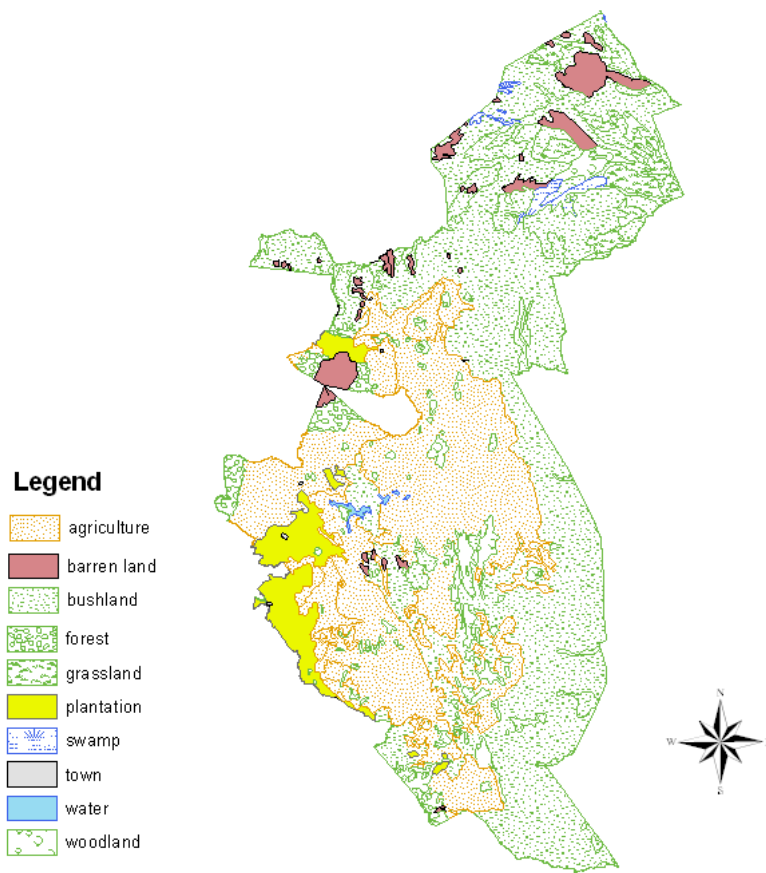 N
W
S
Legend
agriculture
barren land
bushland
forest
grassland
plantation
swamp
town
water
woodland